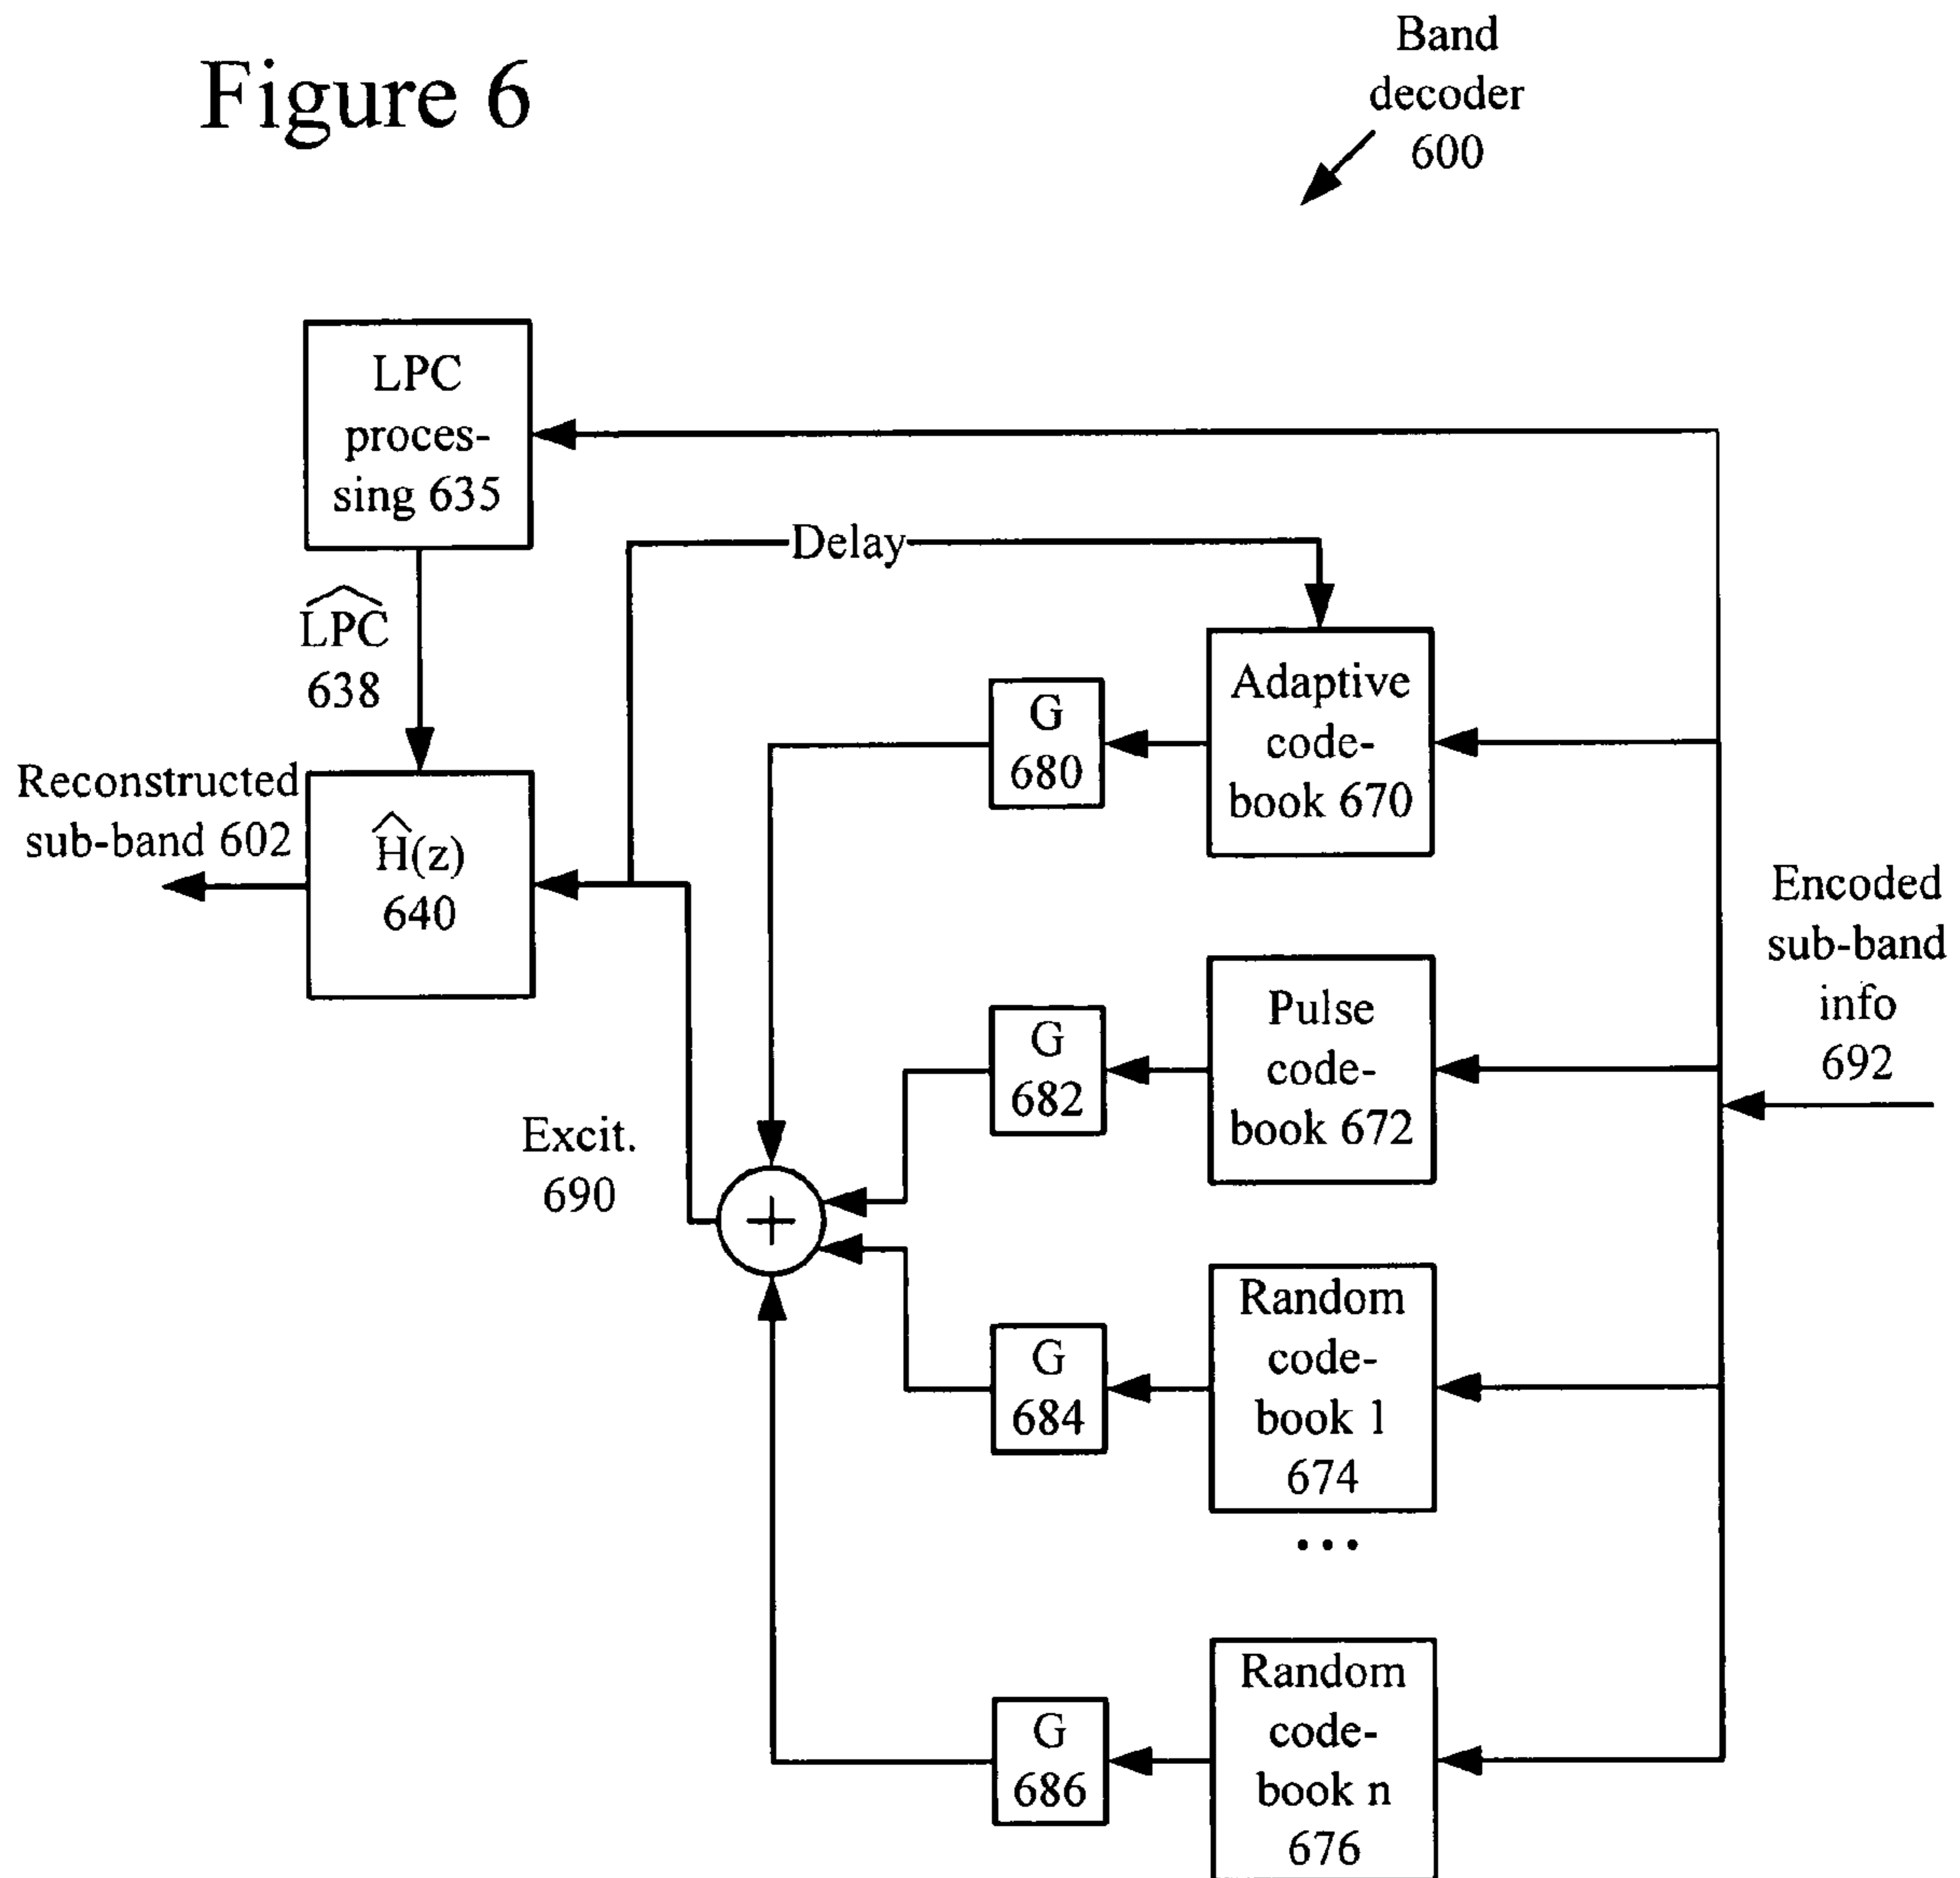 Figure 6
Band
decoder
600
LPC
proces-
sing 635
Delay
LPC
638
Adaptive
code-
book 670
G
680
Reconstructed
sub-band 602
Ĥ(z)
640
Encoded
sub-band
info
692
Pulse
code-
book 672
G
682
Excit.
690
+
Random
code-
book 1
674
G
684
...
Random
code-
book n
676
G
686